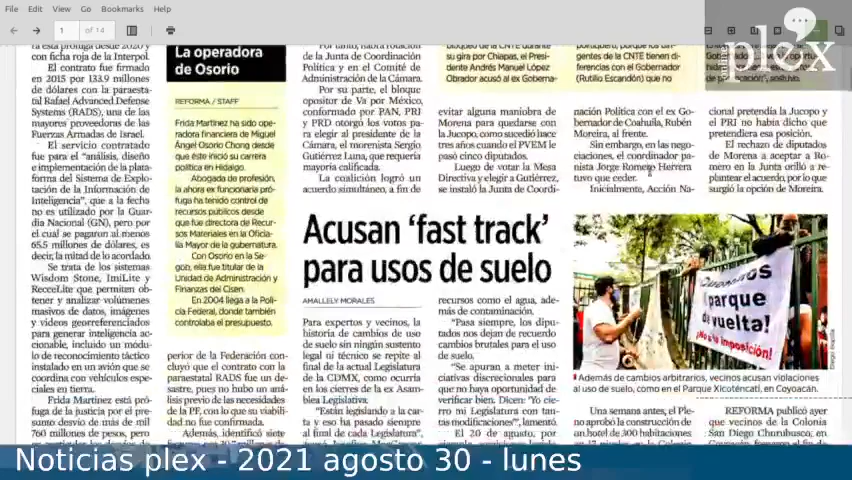 File Edit View Go Bookmarks Help
1 of 14
plex
rra está prófuga desde 2020 y
con ficha roja de la Interpol.
El contrato fue firmado
en 2015 por 133.9 millones
de dólares con la paraesta-
tal Rafael Advanced Defense
Systems (RADS), una de las
mayores proveedoras de las
Fuerzas Armadas de Israel.
El servicio contratado
fue para el “análisis, diseño
e implementación de la plata-
forma del Sistema de Explo-
tación de la Información de
Inteligencia”, que a la fecha
no es utilizado por la Guar-
dia Nacional (GN), pero por
el cual se pagaron al menos
65.5 millones de dólares, es
decir, la mitad de lo acordado.
Se trata de los sistemas
Wisdom Stone, ImiLite y
RecceLite que permiten ob-
tener y analizar volúmenes
masivos de datos, imágenes
y videos georreferenciados
para generar inteligencia ac-
cionable, incluido un módu-
lo de reconocimiento táctico
instalado en un avión que se
coordina con vehículos espe-
ciales en tierra.
Frida Martínez está pró-
fuga de la justicia por el pre-
sunto desvío de más de mil
760 millones de pesos, pero
La operadora
de Osorio
REFORMA / STAFF
Frida Martínez ha sido ope-
radora financiera de Miguel
Ángel Osorio Chong desde
que éste inició su carrera
política en Hidalgo.
Abogada de profesión,
la ahora ex funcionaria pró-
fuga ha tenido control de
recursos públicos desde
que fue directora de Recur-
sos Materiales en la Oficia-
lía Mayor de la gubernatura.
Con Osorio en la Se-
gob, ella fue titular de la
Unidad de Administración y
Finanzas del Cisen.
En 2004 llega a la Poli-
cía Federal, donde también
controlaba el presupuesto.
perior de la Federación con-
cluyó que el contrato con la
paraestatal RADS fue un de-
sastre, pues no hubo un aná-
lisis previo de las necesidades
de la PF, con lo que su viabili-
dad no fue confirmada.
Además, identificó siete
Por tanto, habrá rotación
de la Junta de Coordinación
Política y en el Comité de
Administración de la Cámara.
Por su parte, el bloque
opositor de Va por México,
conformado por PAN, PRI
y PRD otorgó los votos pa-
ra elegir al presidente de la
Cámara, el morenista Sergio
Gutiérrez Luna, que requería
mayoría calificada.
La coalición logró un
acuerdo simultáneo, a fin de
bloqueo de la CNTE durante
su gira por Chiapas, el Presi-
dente Andrés Manuel López
Obrador acusó al ex Goberna-
evitar alguna maniobra de
Morena para quedarse con
la Jucopo, como sucedió hace
tres años cuando el PVEM le
pasó cinco diputados.
Luego de votar la Mesa
Directiva y elegir a Gutiérrez,
se instaló la Junta de Coordi-
gentes de la CNTE tienen di-
ferencias con el Gobernador
(Rutilio Escandón) que no
nación Política con el ex Go-
bernador de Coahuila, Rubén
Moreira, al frente.
Sin embargo, en las nego-
ciaciones, el coordinador pa-
nista Jorge Romero Herrera
tuvo que ceder.
Inicialmente, Acción Na-
cional pretendía la Jucopo y
el PRI no había dicho que
pretendiera esa posición.
El rechazo de diputados
de Morena a aceptar a Ro-
mero en la Junta orilló a re-
plantear el acuerdo, por lo que
surgió la opción de Moreira.
Acusan ‘fast track’
para usos de suelo
AMALLELY MORALES
Para expertos y vecinos, la
historia de cambios de uso
de suelo sin ningún sustento
legal ni técnico se repite al
final de la actual Legislatura
de la CDMX, como ocurría
en los cierres de la ex Asam-
blea Legislativa.
“Están legislando a la car-
ta y eso ha pasado siempre
al final de cada Legislatura”,
recursos como el agua, ade-
más de contaminación.
“Pasa siempre, los dipu-
tados nos dejan de recuerdo
cambios brutales para el uso
de suelo.
“Se apuran a meter ini-
ciativas discrecionales para
que no haya oportunidad de
verificar bien. Dicen: ‘Yo cie-
rro mi Legislatura con tan-
tas modificaciones’”, lamentó.
El 20 de agosto, por
Queremos
parque
de vuelta!
¡No a la imposición!
Además de cambios arbitrarios, vecinos acusan violaciones
al uso de suelo, como en el Parque Xicoténcatl, en Coyoacán.
Una semana antes, el Ple-
no aprobó la construcción de
un hotel de 300 habitaciones
REFORMA publicó ayer
que vecinos de la Colonia
San Diego Churubusco, en
Noticias plex - 2021 agosto 30 - lunes